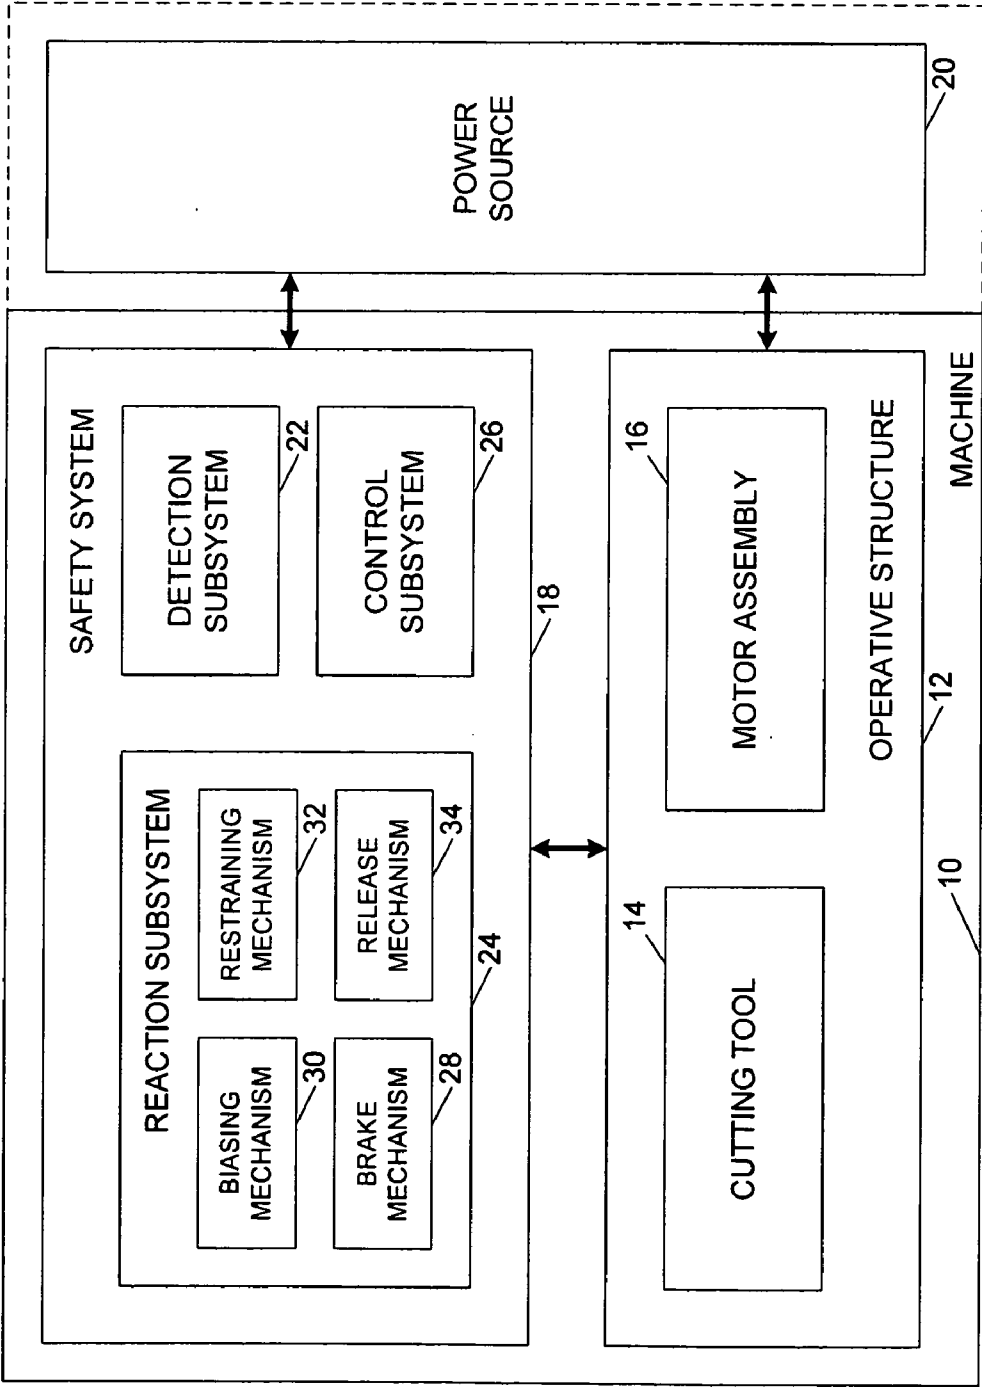 SAFETY SYSTEM
REACTION SUBSYSTEM
BIASING
MECHANISM
30
RESTRAINING
MECHANISM
32
BRAKE
MECHANISM
28
RELEASE
MECHANISM
34
24
DETECTION
SUBSYSTEM
22
CONTROL
SUBSYSTEM
26
18
POWER
SOURCE
20
14
CUTTING TOOL
16
MOTOR ASSEMBLY
OPERATIVE STRUCTURE
12
MACHINE
10